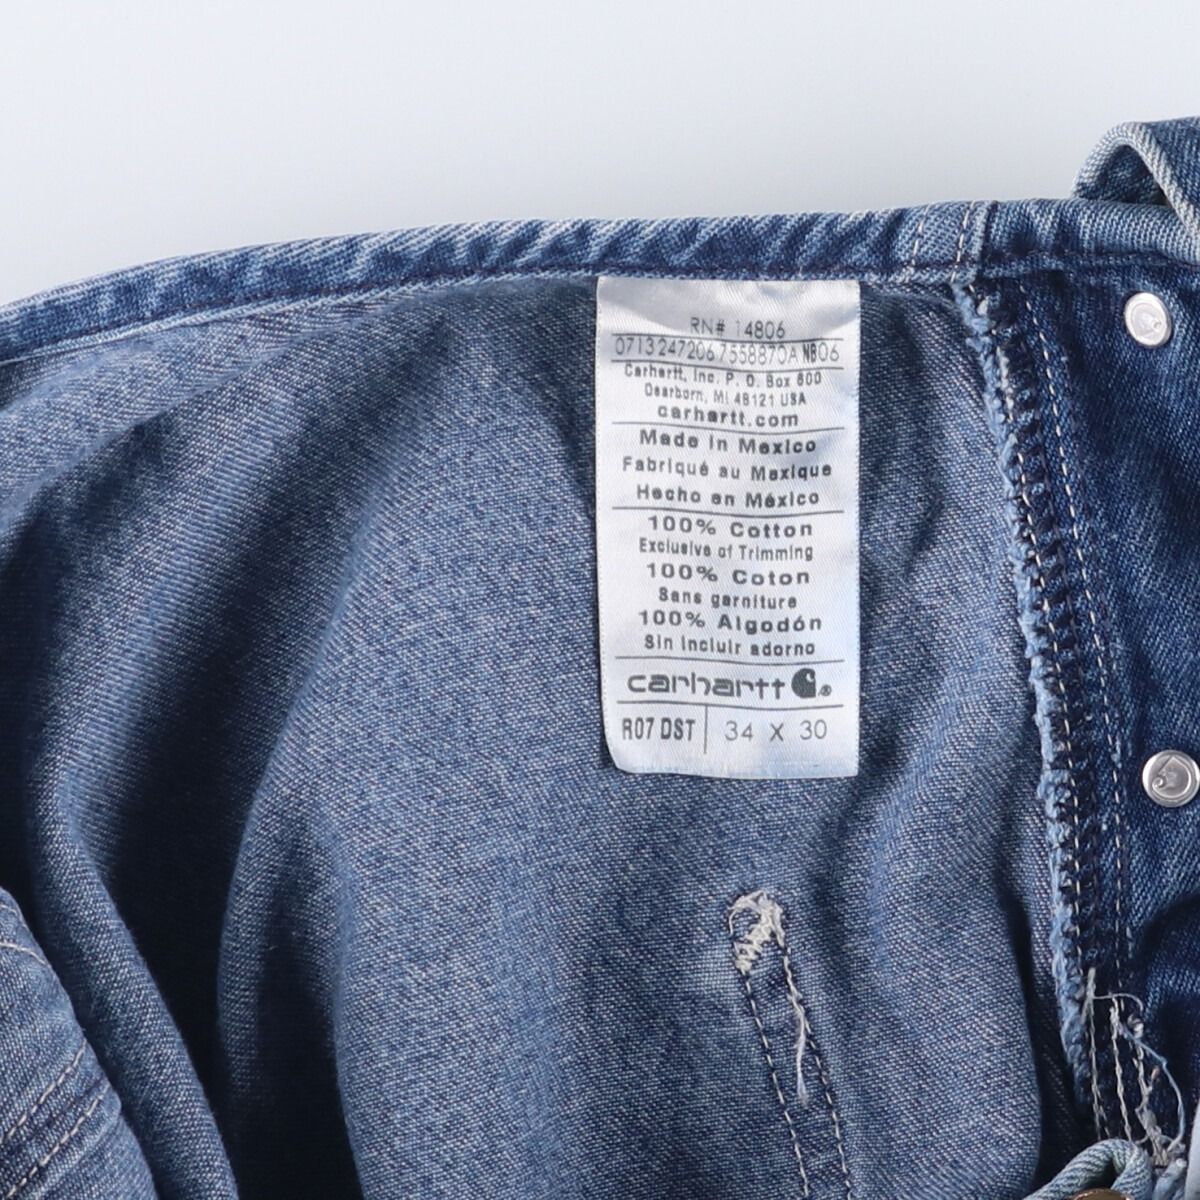 RN# 14806
07132472067558870A NB06
Carhartt, Inc. P. O. Box 600
Dearborn, MI 48121 USA
carhartt.com
Made in Mexico
Fabriqué au Mexique
Hecho en México
100% Cotton
Exclusive of Trimming
100% Coton
Sans garniture
100% Algodón
Sin incluir adorno
carhartt ®
R07 DST 34 X 30